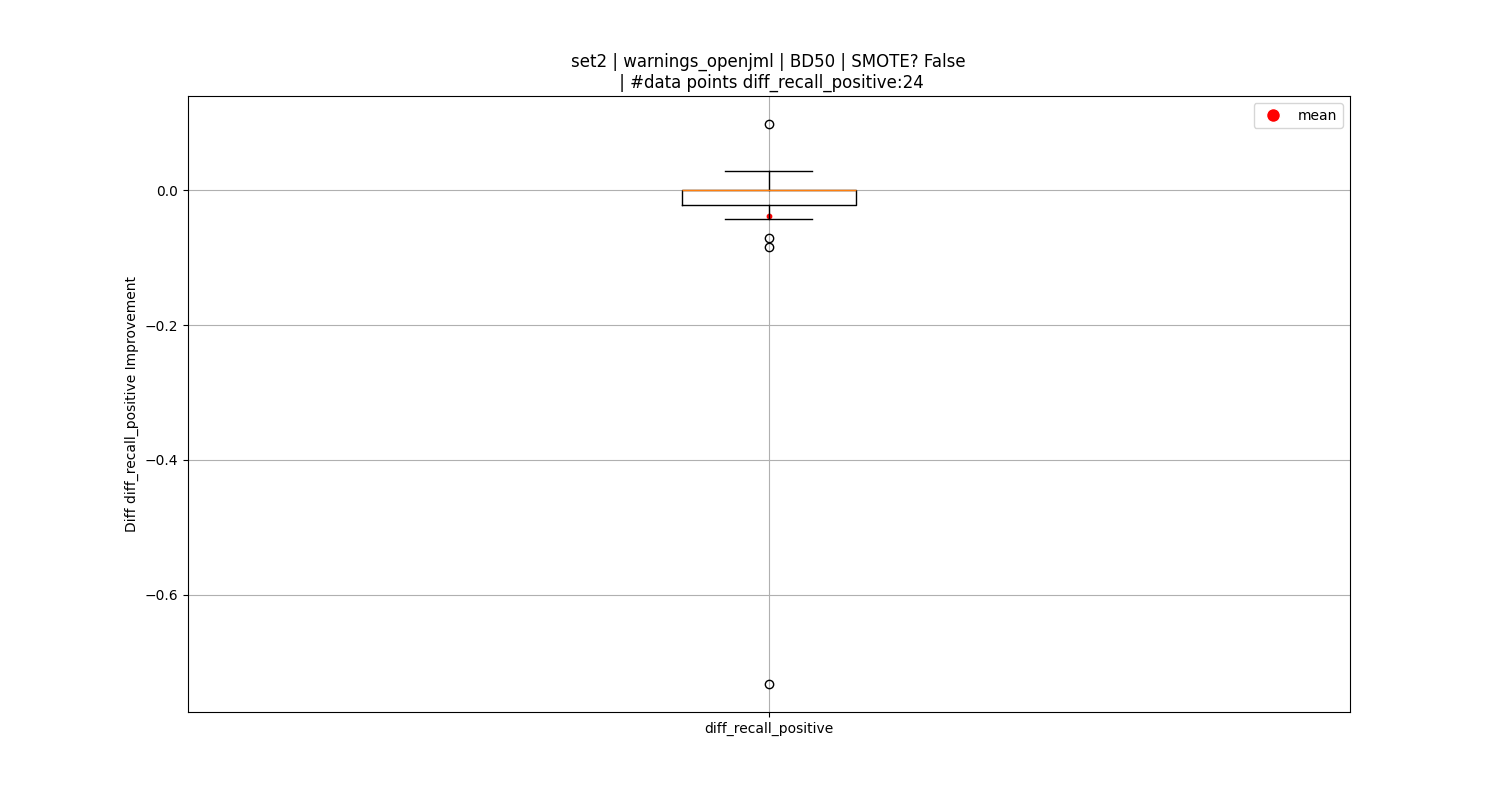 set2 | warnings_openjml | BD50 | SMOTE? False
| #data points diff_recall_positive:24
mean
0.0
−0.2
−0.4
−0.6
Diff diff_recall_positive Improvement
diff_recall_positive